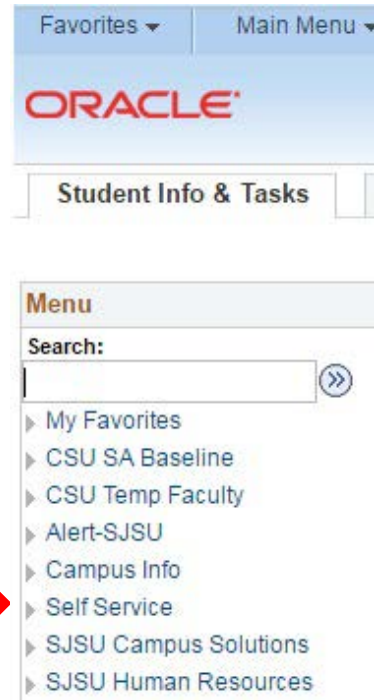 Favorites Main Menu
ORACLE
Student Info & Tasks
Menu
Search:
My Favorites
CSU SA Baseline
CSU Temp Faculty
Alert-SJSU
Campus Info
Self Service
SJSU Campus Solutions
SJSU Human Resources